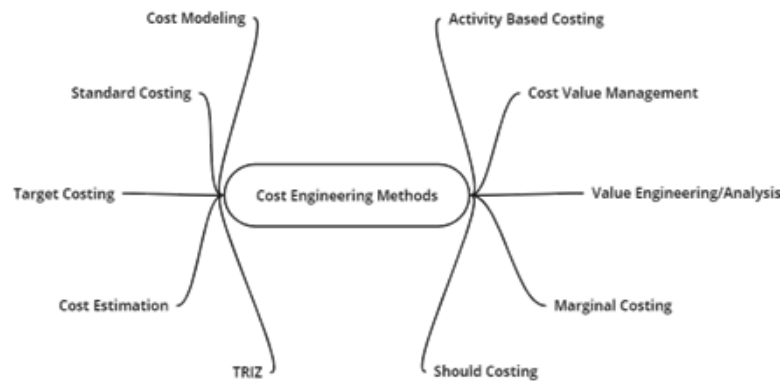 Cost Modeling
Activity Based Costing
Standard Costing
Cost Value Management
Target Costing
Cost Engineering Methods
Value Engineering/Analysis
Cost Estimation
Marginal Costing
TRIZ
Should Costing